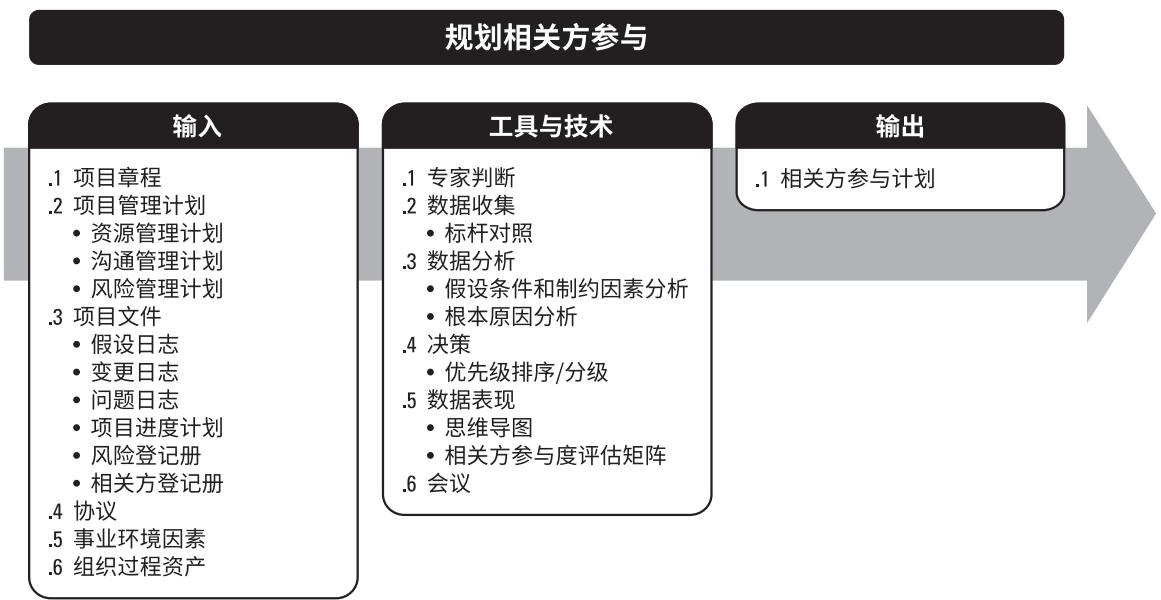 规划相关方参与
输入
.1 项目章程
.2 项目管理计划
• 资源管理计划
• 沟通管理计划
• 风险管理计划
.3 项目文件
• 假设日志
• 变更日志
• 问题日志
• 项目进度计划
• 风险登记册
• 相关方登记册
.4 协议
.5 事业环境因素
.6 组织过程资产
工具与技术
.1 专家判断
.2 数据收集
• 标杆对照
.3 数据分析
• 假设条件和制约因素分析
• 根本原因分析
.4 决策
• 优先级排序/分级
.5 数据表现
• 思维导图
• 相关方参与度评估矩阵
.6 会议
输出
.1 相关方参与计划